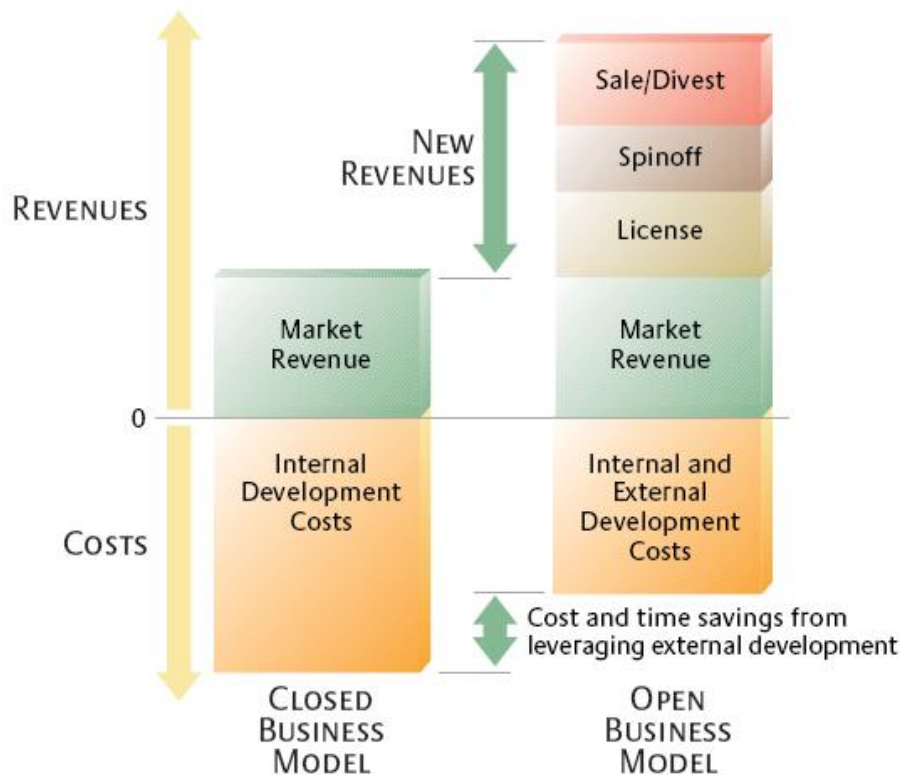 Sale/Divest
NEW
REVENUES
Spinoff
REVENUES
License
Market
Revenue
Market
Revenue
0
Internal
Development
Costs
Internal and
External
Development
Costs
COSTS
Cost and time savings from
leveraging external development
CLOSED
BUSINESS
MODEL
OPEN
BUSINESS
MODEL